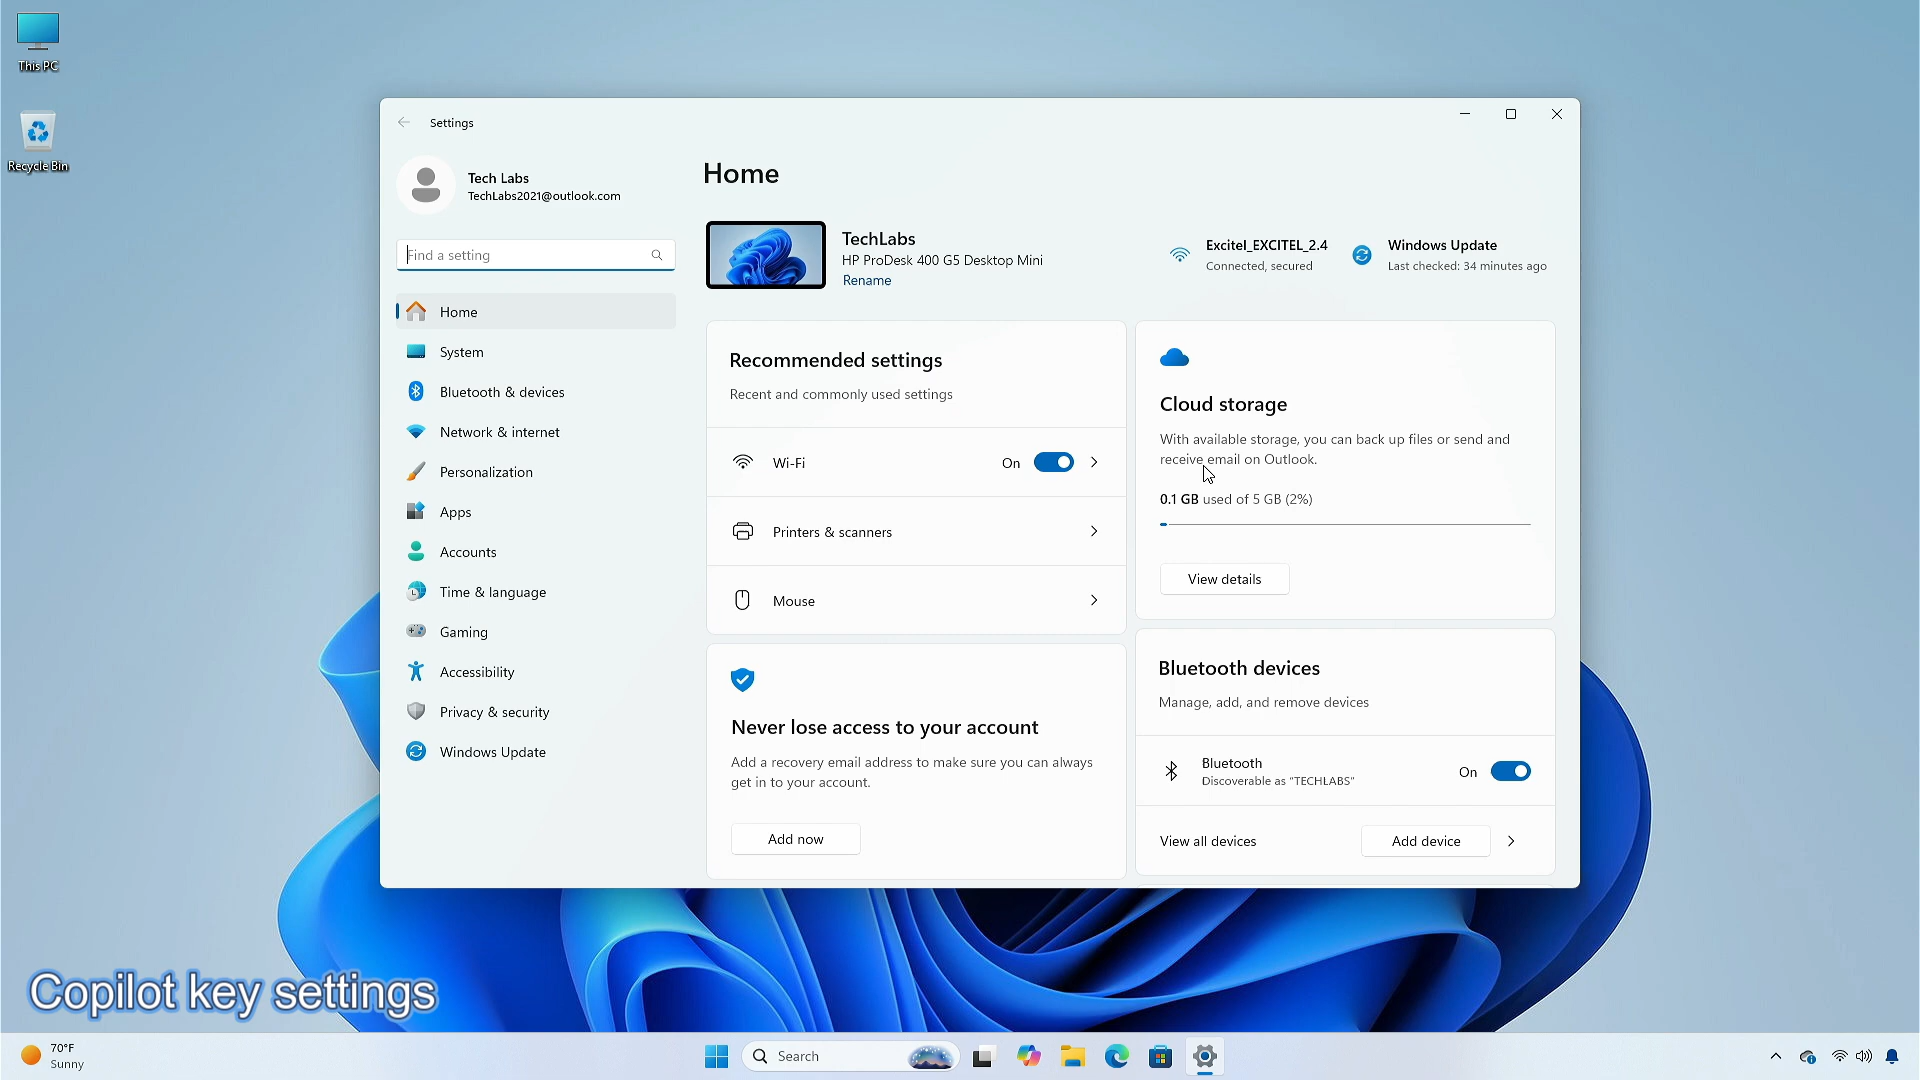 This PC
Recycle Bin
Settings
Tech Labs
TechLabs2021@outlook.com
Find a setting
Home
System
Bluetooth & devices
Network & internet
Personalization
Apps
Accounts
Time & language
Gaming
Accessibility
Privacy & security
Windows Update
Home
TechLabs
HP ProDesk 400 G5 Desktop Mini
Rename
Excitel_EXCITEL_2.4
Connected, secured
Windows Update
Last checked: 34 minutes ago
Recommended settings
Recent and commonly used settings
Wi-Fi
On
Printers & scanners
Mouse
Never lose access to your account
Add a recovery email address to make sure you can always
get in to your account.
Add now
Cloud storage
With available storage, you can back up files or send and
receive email on Outlook.
0.1 GB used of 5 GB (2%)
View details
Bluetooth devices
Manage, add, and remove devices
Bluetooth
Discoverable as "TECHLABS"
On
View all devices
Add device
Copilot key settings
70°F
Sunny
Search